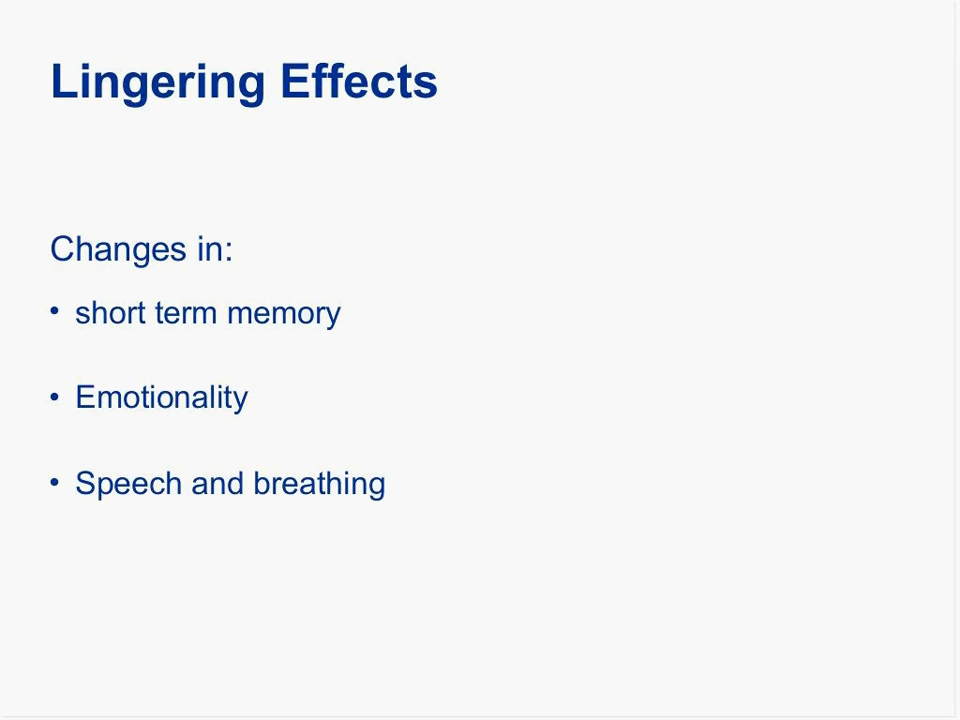 Lingering Effects
Changes in:
• short term memory
• Emotionality
• Speech and breathing